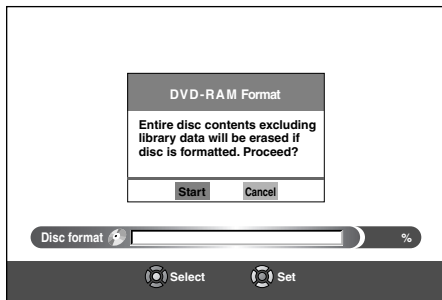 DVD-RAM Format
Entire disc contents excluding
library data will be erased if
disc is formatted. Proceed?
Start Cancel
Disc format %
Select Set